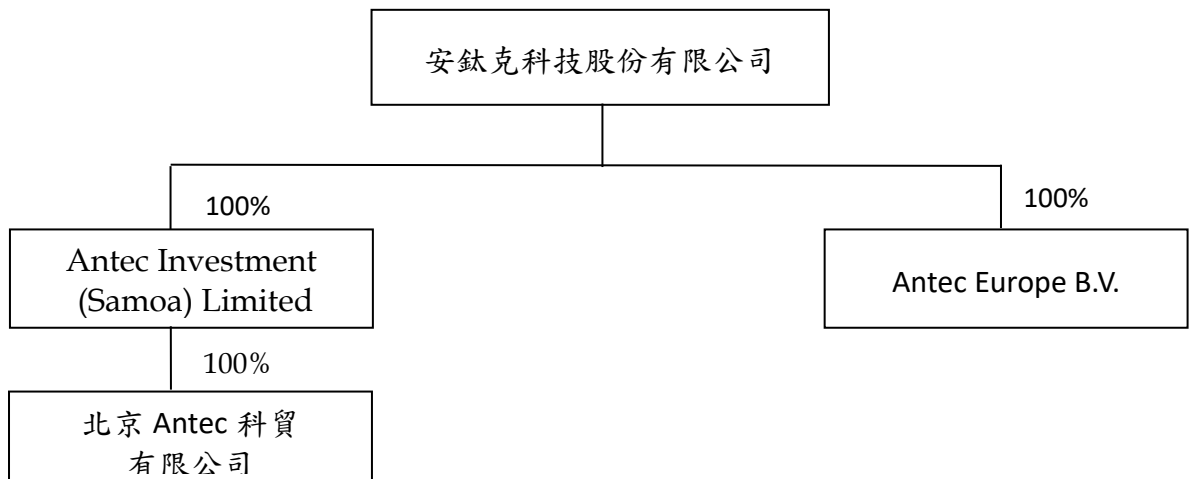 安鈦克科技股份有限公司
100%
100%
Antec Investment
(Samoa) Limited
Antec Europe B.V.
100%
北京 Antec 科貿
有限公司